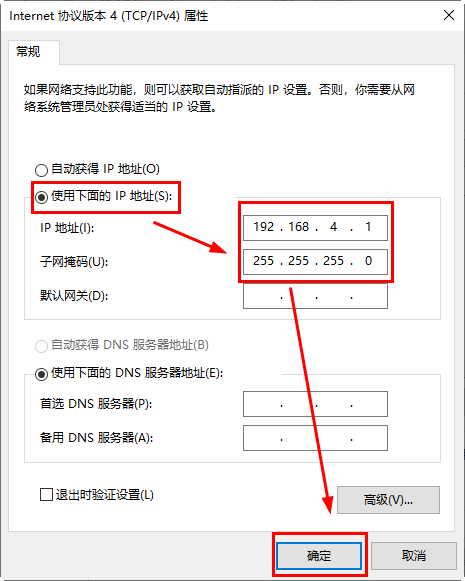 Internet 协议版本 4 (TCP/IPv4) 属性
常规
如果网络支持此功能，则可以获取自动指派的 IP 设置。否则，你需要从网
络系统管理员处获得适当的 IP 设置。
自动获得 IP 地址(O)
使用下面的 IP 地址(S):
IP 地址(I): 192 . 168 . 4 . 1
子网掩码(U): 255 . 255 . 255 . 0
默认网关(D): . . .
自动获得 DNS 服务器地址(B)
使用下面的 DNS 服务器地址(E):
首选 DNS 服务器(P): . . .
备用 DNS 服务器(A): . . .
退出时验证设置(L)
高级(V)...
确定 取消